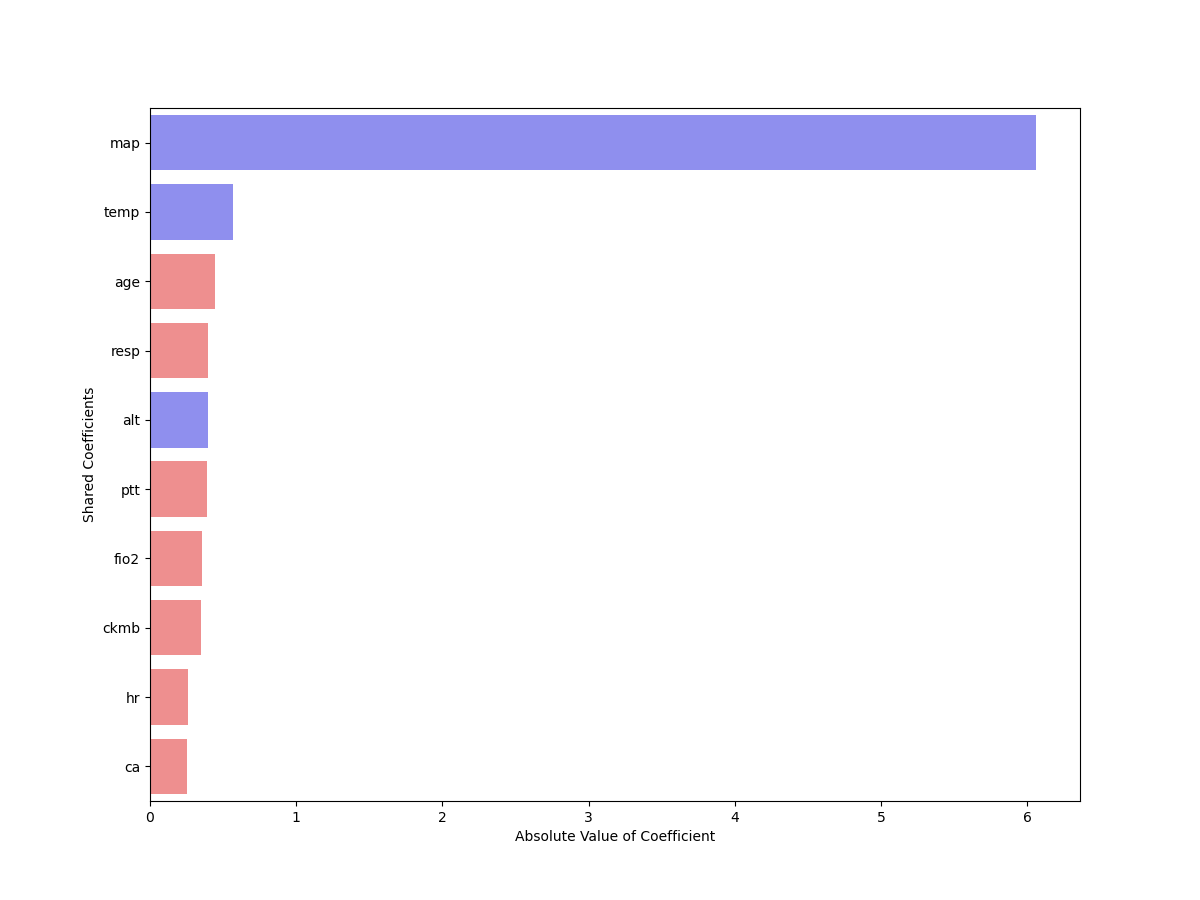 map
temp
age
resp
alt
ptt
fio2
ckmb
hr
ca
Shared Coefficients
0 1 2 3 4 5 6
Absolute Value of Coefficient